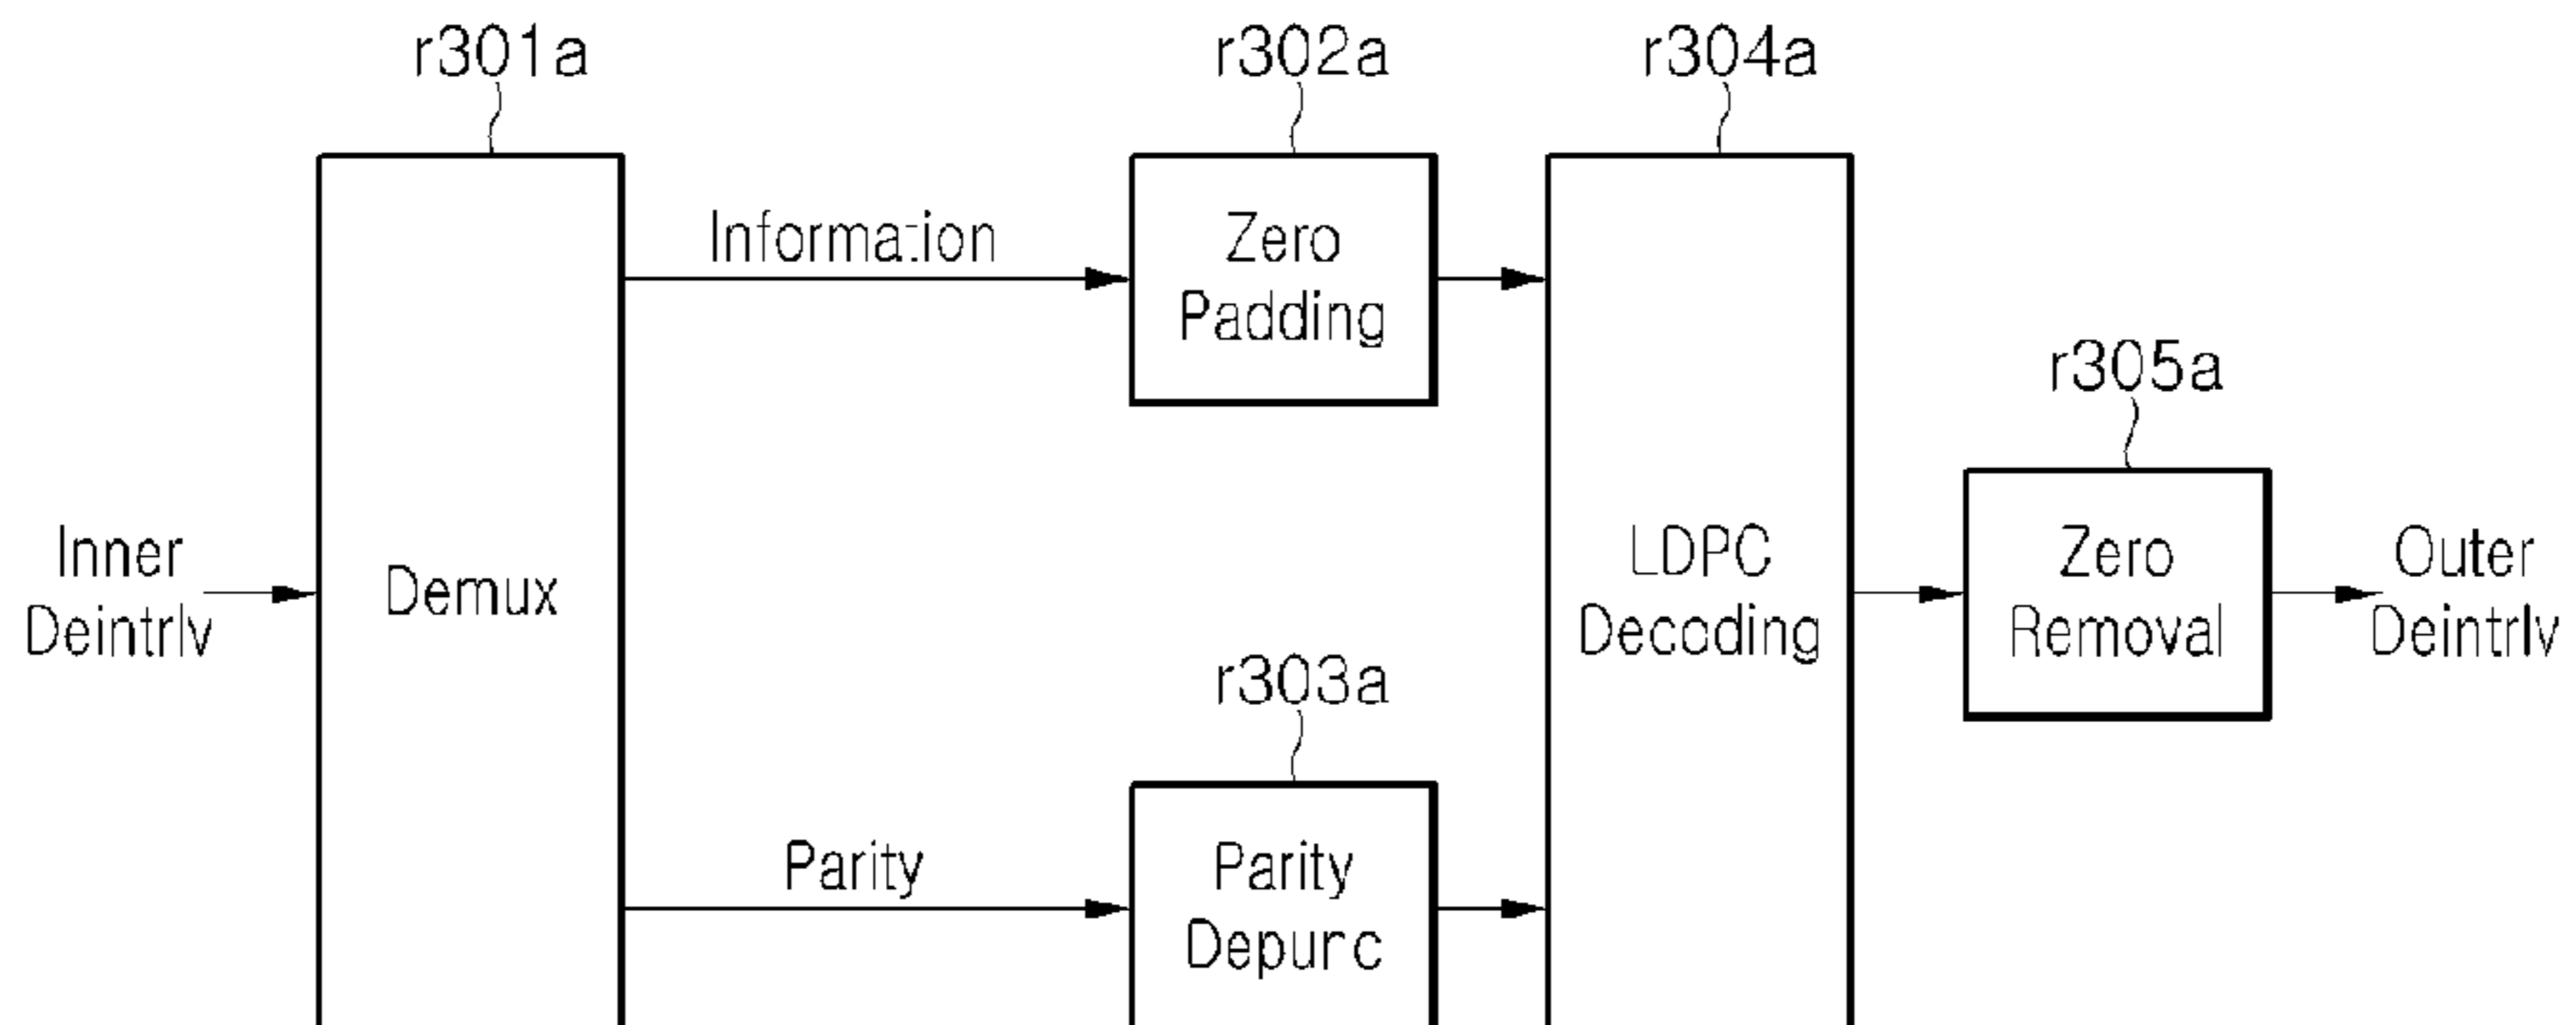 r301a
r302a
r304a
Information
Zero
Padding
r305a
Inner
Deintrlv
Demux
LDPC
Decoding
Zero
Removal
Outer
Deintrlv
r303a
Parity
Parity
Depunc